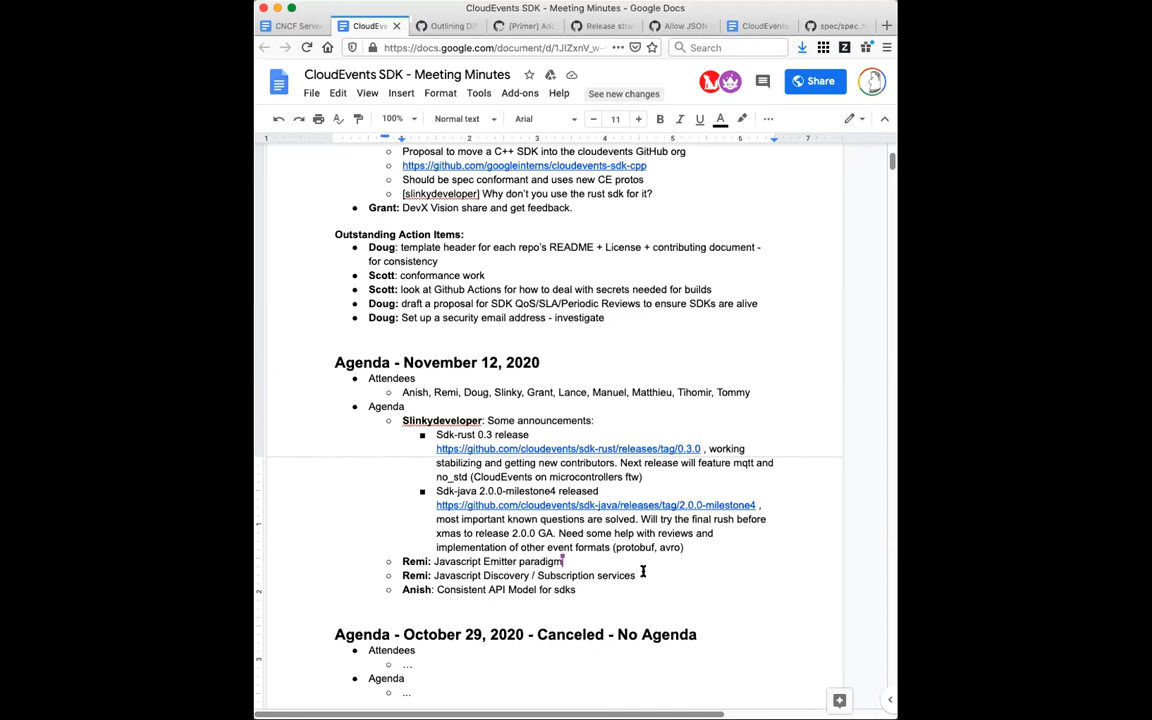 CloudEvents SDK - Meeting Minutes - Google Docs
CNCF Server
CloudEve
Outlining Di
[Primer] Add
Release stra
Allow JSON
CloudEvents
spec/spec.m
https://docs.google.com/document/d/1JIZxnV_w-
Search
CloudEvents SDK - Meeting Minutes
File Edit View Insert Format Tools Add-ons Help See new changes
Share
100% Normal text Arial 11 B I U A
1 1 2 3 4 5 6 7
Proposal to move a C++ SDK into the cloudevents GitHub org
https://github.com/googleinterns/cloudevents-sdk-cpp
Should be spec conformant and uses new CE protos
[slinkydeveloper] Why don't you use the rust sdk for it?
Grant: DevX Vision share and get feedback.
Outstanding Action Items:
Doug: template header for each repo's README + License + contributing document -
for consistency
Scott: conformance work
Scott: look at Github Actions for how to deal with secrets needed for builds
Doug: draft a proposal for SDK QoS/SLA/Periodic Reviews to ensure SDKs are alive
Doug: Set up a security email address - investigate
Agenda - November 12, 2020
Attendees
Anish, Remi, Doug, Slinky, Grant, Lance, Manuel, Matthieu, Tihomir, Tommy
Agenda
Slinkydeveloper: Some announcements:
Sdk-rust 0.3 release
https://github.com/cloudevents/sdk-rust/releases/tag/0.3.0 , working
stabilizing and getting new contributors. Next release will feature mqtt and
no_std (CloudEvents on microcontrollers ftw)
Sdk-java 2.0.0-milestone4 released
https://github.com/cloudevents/sdk-java/releases/tag/2.0.0-milestone4 ,
most important known questions are solved. Will try the final rush before
xmas to release 2.0.0 GA. Need some help with reviews and
implementation of other event formats (protobuf, avro)
Remi: Javascript Emitter paradigm
Remi: Javascript Discovery / Subscription services
Anish: Consistent API Model for sdks
Agenda - October 29, 2020 - Canceled - No Agenda
Attendees
...
Agenda
...
1
2
3